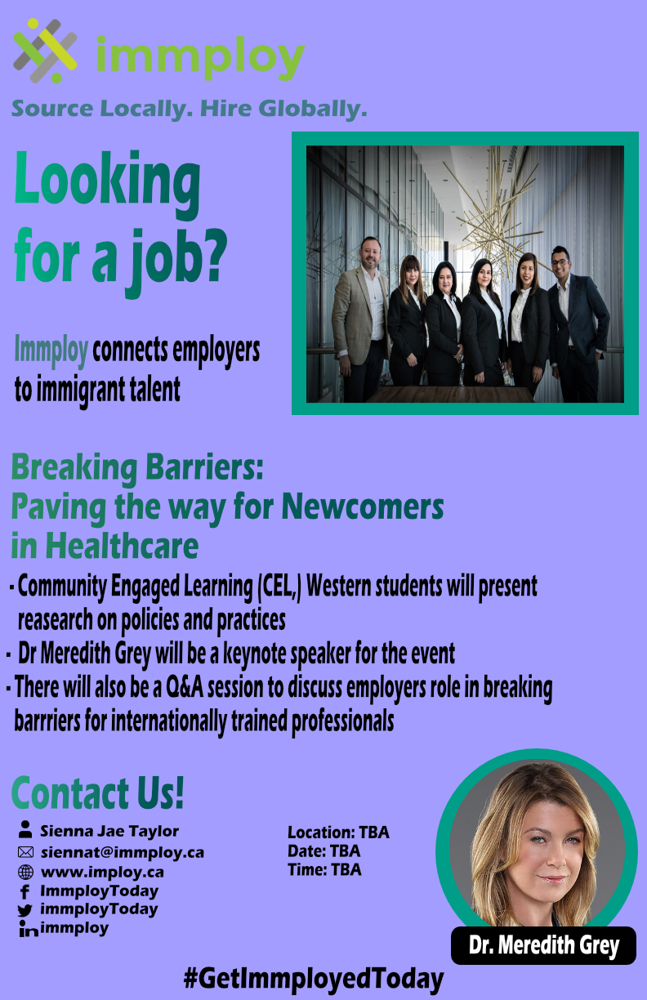 immploy
Source Locally. Hire Globally.
Looking
for a job?
Immploy connects employers
to immigrant talent
Breaking Barriers:
Paving the way for Newcomers
in Healthcare
- Community Engaged Learning (CEL,) Western students will present
reasearch on policies and practices
- Dr Meredith Grey will be a keynote speaker for the event
- There will also be a Q&A session to discuss employers role in breaking
barrriers for internationally trained professionals
Contact Us!
Sienna Jae Taylor
siennat@immploy.ca
www.imploy.ca
ImmployToday
immployToday
immploy
Location: TBA
Date: TBA
Time: TBA
Dr. Meredith Grey
#GetImmployedToday